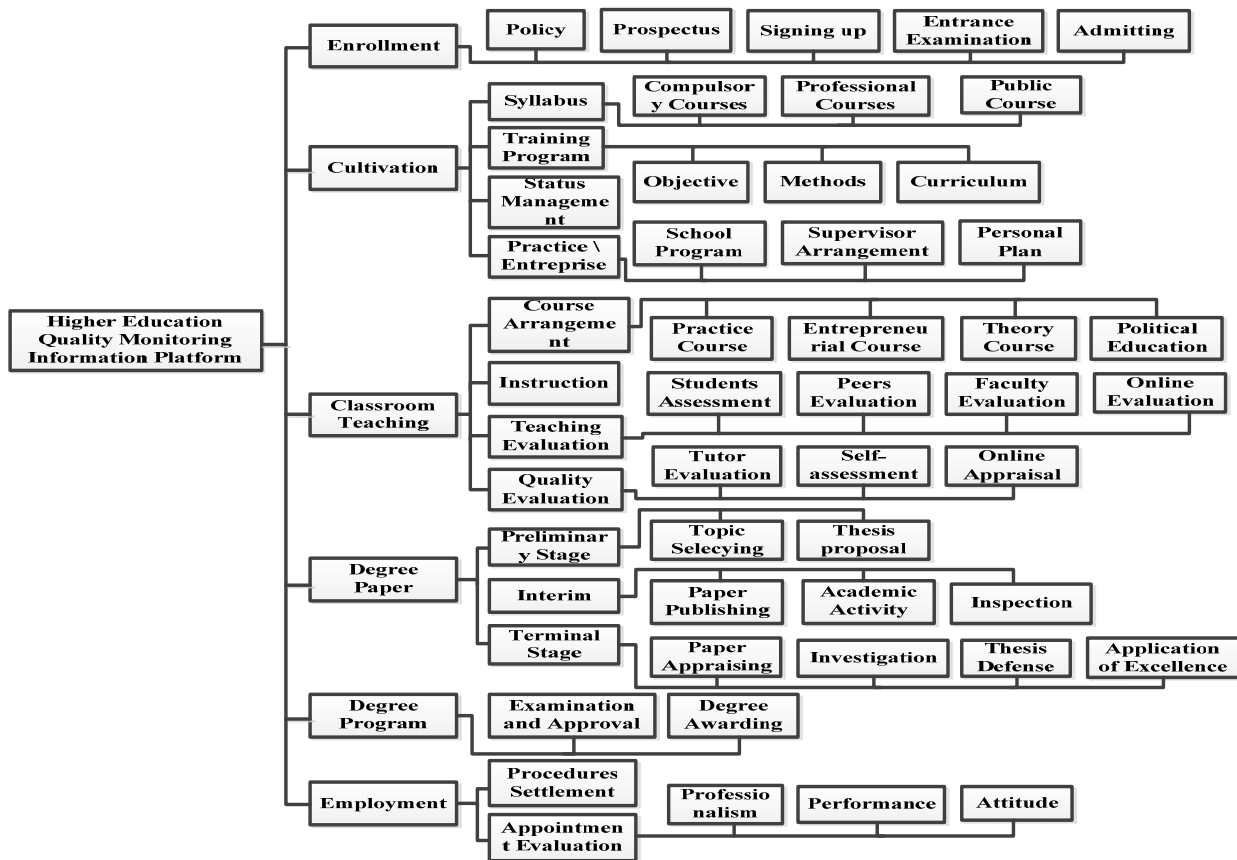 Enrollment
Policy
Prospectus
Signing up
Entrance
Examination
Admitting
Cultivation
Syllabus
Compulsor
y Courses
Professional
Courses
Public
Course
Training
Program
Objective
Methods
Curriculum
Status
Manageme
nt
Practice \
Entreprise
School
Program
Supervisor
Arrangement
Personal
Plan
Higher Education
Quality Monitoring
Information Platform
Classroom
Teaching
Course
Arrangeme
nt
Practice
Course
Entrepreneu
rial Course
Theory
Course
Political
Education
Instruction
Teaching
Evaluation
Students
Assessment
Peers
Evaluation
Faculty
Evaluation
Online
Evaluation
Quality
Evaluation
Tutor
Evaluation
Self-
assessment
Online
Appraisal
Degree
Paper
Preliminar
y Stage
Topic
Selecying
Thesis
proposal
Interim
Paper
Publishing
Academic
Activity
Inspection
Terminal
Stage
Paper
Appraising
Investigation
Thesis
Defense
Application
of Excellence
Degree
Program
Examination
and Approval
Degree
Awarding
Employment
Procedures
Settlement
Appointmen
t Evaluation
Professio
nalism
Performance
Attitude